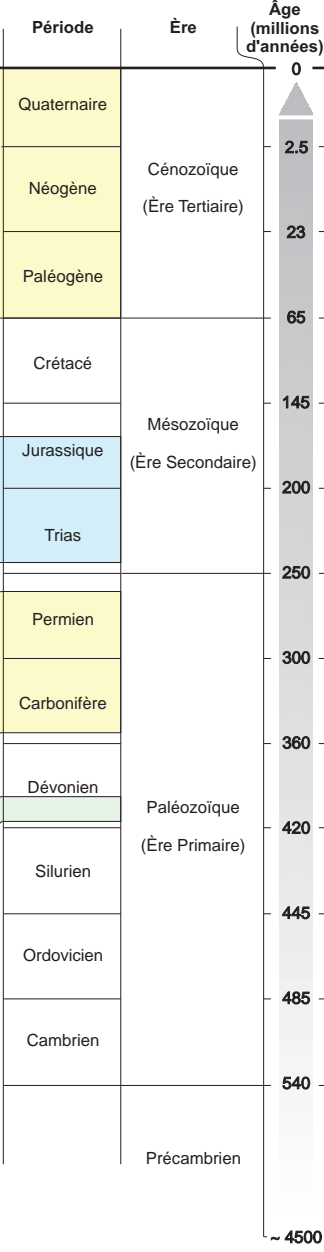 Période Ère Âge
(millions
d'années)
0
Quaternaire
2.5
Cénozoïque
Néogène
(Ère Tertiaire)
23
Paléogène
65
Crétacé
145
Mésozoïque
Jurassique
(Ère Secondaire)
200
Trias
250
Permien
300
Carbonifère
360
Dévonien
Paléozoïque
420
(Ère Primaire)
Silurien
445
Ordovicien
485
Cambrien
540
Précambrien
~ 4500